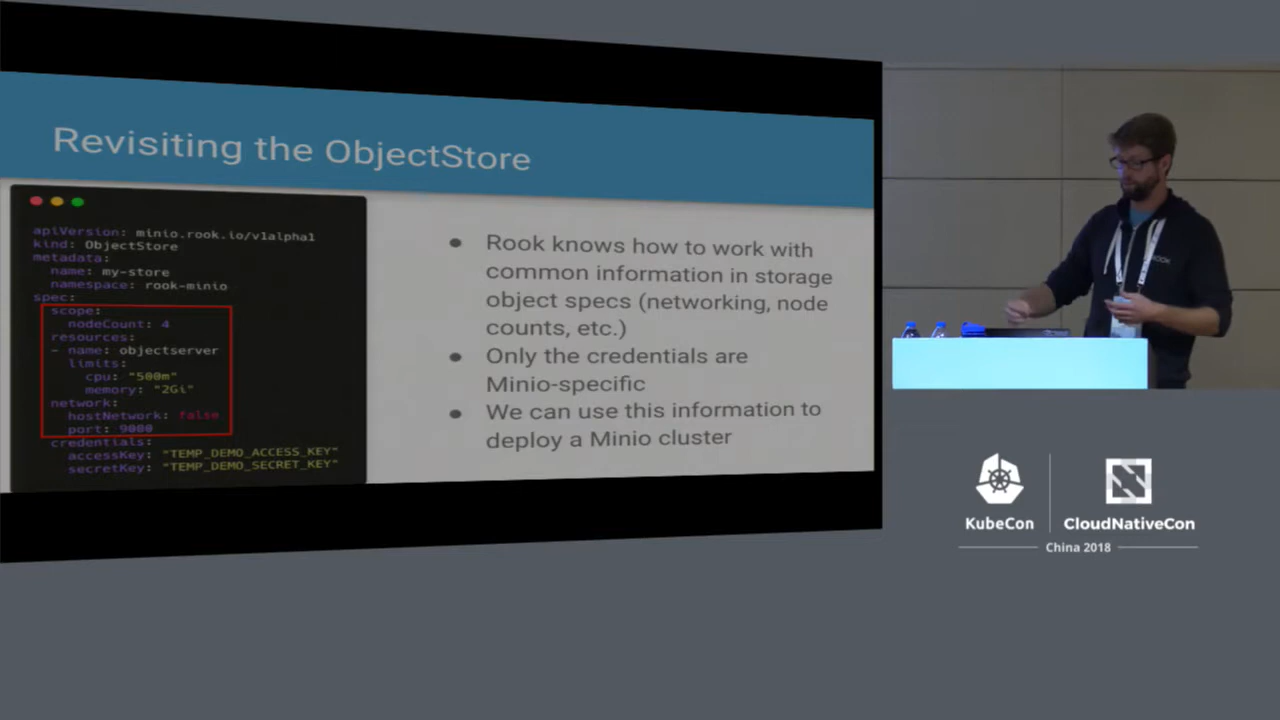 Revisiting the ObjectStore
apiVersion: minio.rook.io/v1alpha1
kind: ObjectStore
metadata:
name: my-store
namespace: rook-minio
spec:
scope:
nodeCount: 4
resources:
- name: objectserver
limits:
cpu: "500m"
memory: "2Gi"
network:
hostNetwork: false
port: 9000
credentials:
accessKey: "TEMP_DEMO_ACCESS_KEY"
secretKey: "TEMP_DEMO_SECRET_KEY"
● Rook knows how to work with
common information in storage
object specs (networking, node
counts, etc.)
● Only the credentials are
Minio-specific
● We can use this information to
deploy a Minio cluster
ROOK
KubeCon
CloudNativeCon
China 2018